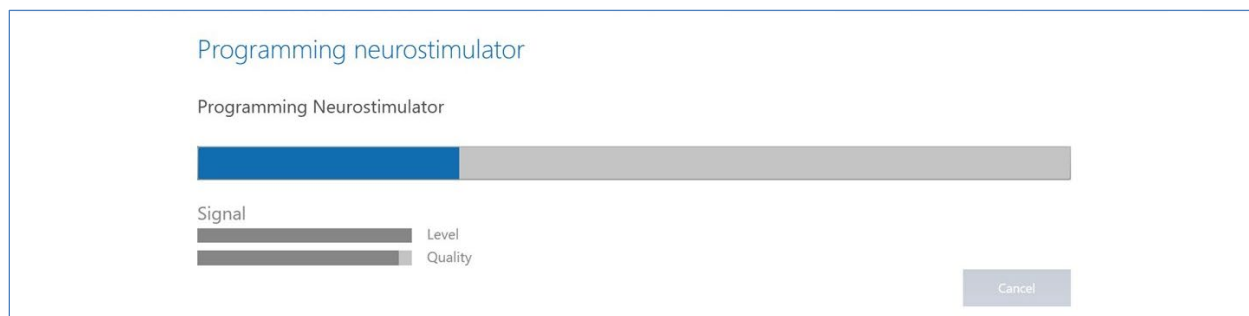 Programming neurostimulator
Programming Neurostimulator
Signal
Level
Quality
Cancel